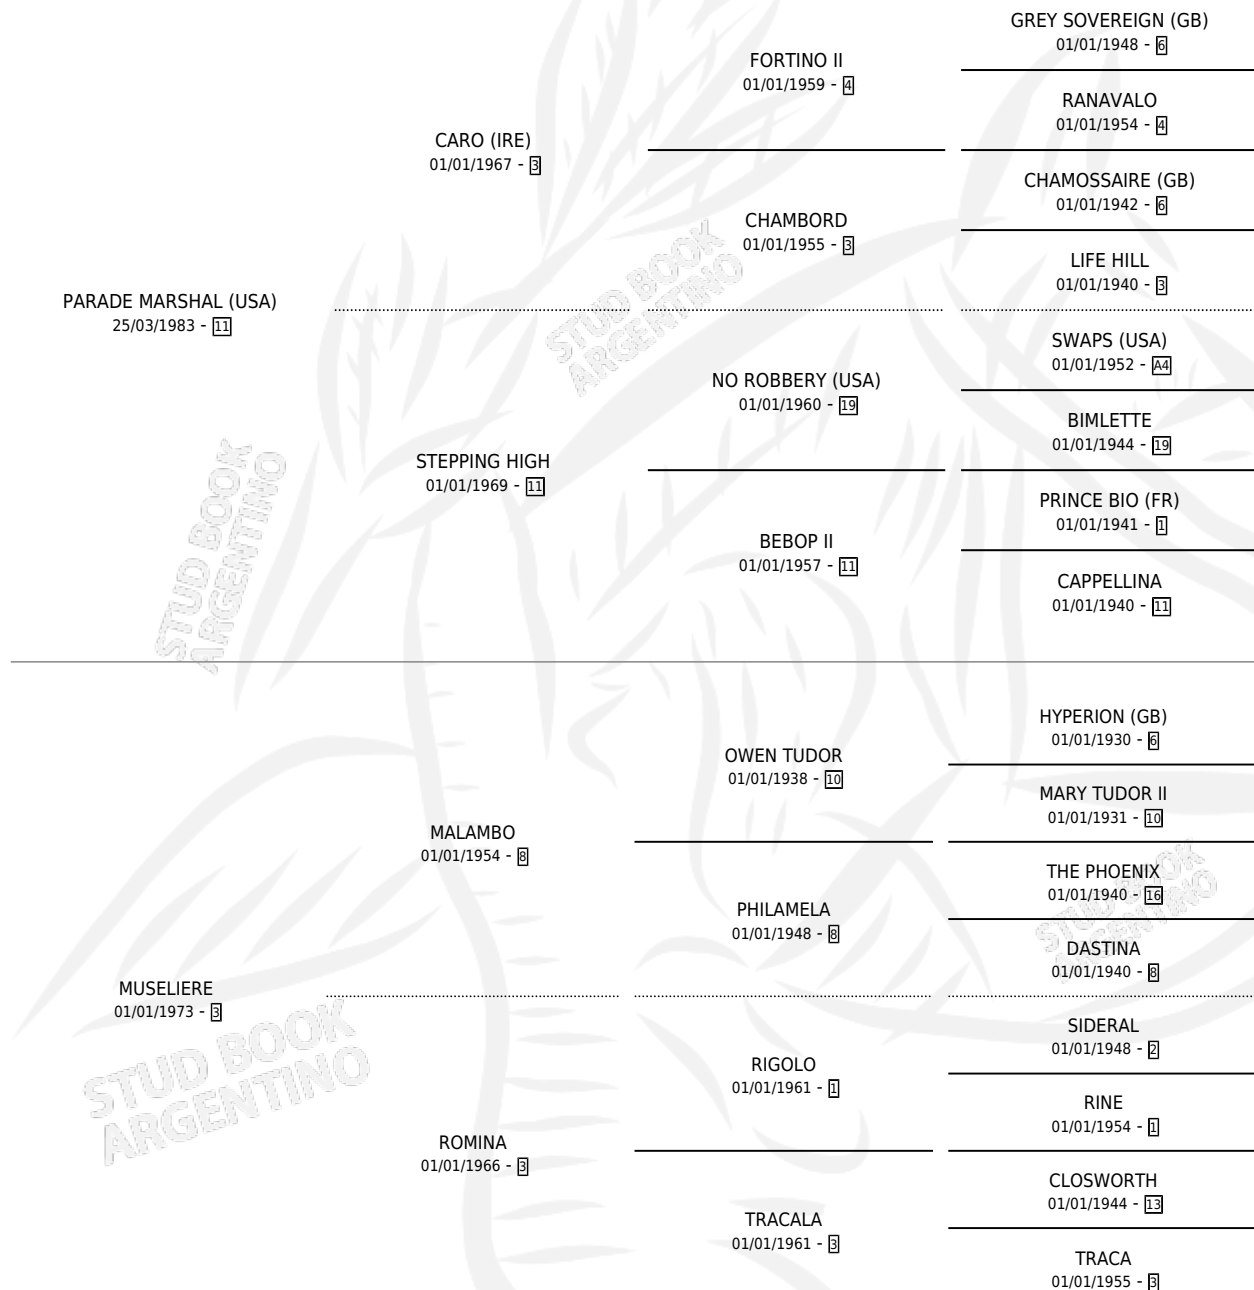 GREY SOVEREIGN (GB)
01/01/1948 - 6
FORTINO II
01/01/1959 - 4
RANAVALO
01/01/1954 - 4
CARO (IRE)
01/01/1967 - 3
CHAMOSSAIRE (GB)
01/01/1942 - 6
CHAMBORD
01/01/1955 - 3
LIFE HILL
01/01/1940 - 3
PARADE MARSHAL (USA)
25/03/1983 - 11
SWAPS (USA)
01/01/1952 - A4
NO ROBBERY (USA)
01/01/1960 - 19
BIMLETTE
01/01/1944 - 19
STEPPING HIGH
01/01/1969 - 11
PRINCE BIO (FR)
01/01/1941 - 1
BEBOP II
01/01/1957 - 11
CAPPELLINA
01/01/1940 - 11
HYPERION (GB)
01/01/1930 - 6
OWEN TUDOR
01/01/1938 - 10
MARY TUDOR II
01/01/1931 - 10
MALAMBO
01/01/1954 - 8
THE PHOENIX
01/01/1940 - 16
PHILAMELA
01/01/1948 - 8
DASTINA
01/01/1940 - 8
MUSELIERE
01/01/1973 - 3
SIDERAL
01/01/1948 - 2
RIGOLO
01/01/1961 - 1
RINE
01/01/1954 - 1
ROMINA
01/01/1966 - 3
CLOSWORTH
01/01/1944 - 13
TRACALA
01/01/1961 - 3
TRACA
01/01/1955 - 3
STUD BOOK
ARGENTINO
STUD BOOK
ARGENTINO
STUD BOOK
ARGENTINO
STUD BOOK
ARGENTINO